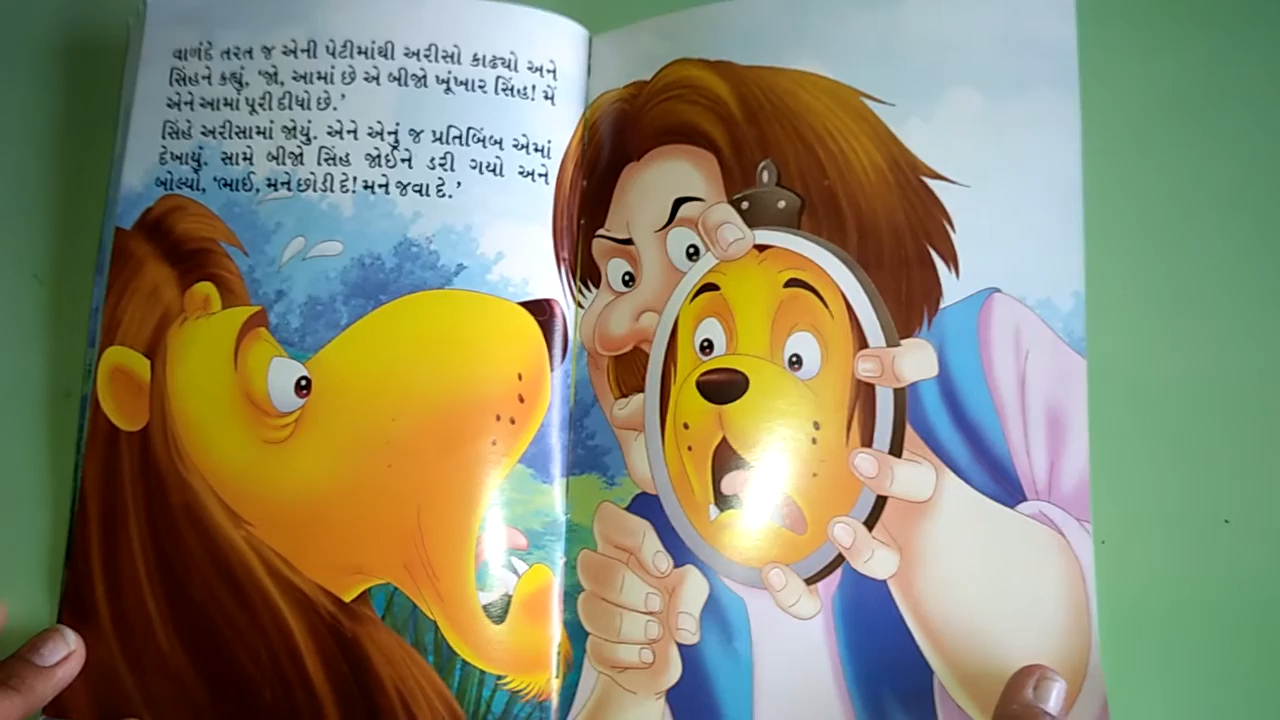 વાળંદે તરત જ એની પેટીમાંથી અરીસો કાઢયો અને
સિંહને કહ્યું, ‘જો, આમાં છે એ બીજો ખૂંખાર સિંહ! મેં
એને આમાં પૂરી દીધો છે.’
સિંહે અરીસામાં જોયું. એને એનું જ પ્રતિબિંબ એમાં
દેખાયું. સામે બીજો સિંહ જોઈને ડરી ગયો અને
બોલ્યો, ‘ભાઈ, મને છોડી દે! મને જવા દે.’